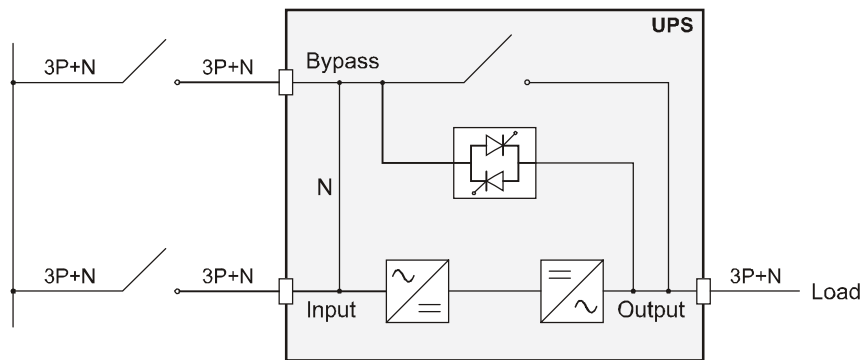 UPS
3P+N
3P+N
Bypass
N
3P+N
3P+N
Input
Output
3P+N
Load